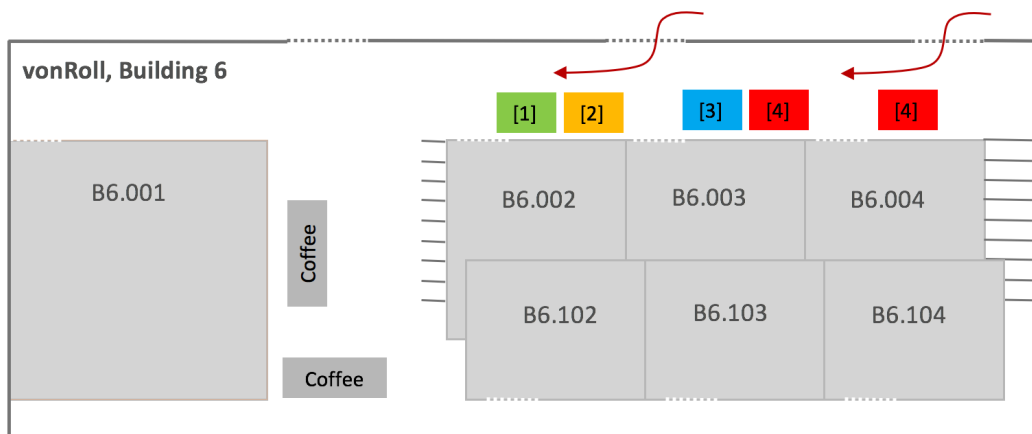 vonRoll, Building 6
[1] [2] [3] [4] [4]
B6.001
B6.002 B6.003 B6.004
Coffee
B6.102 B6.103 B6.104
Coffee